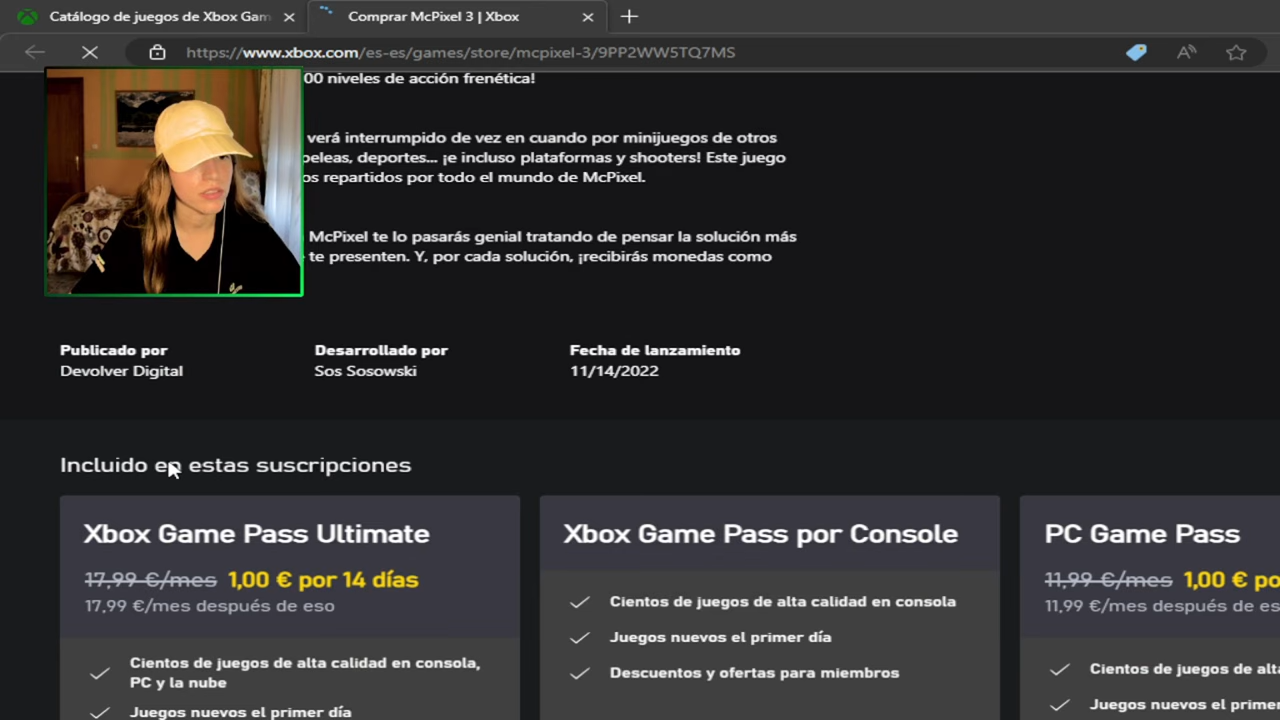 Catálogo de juegos de Xbox Gam
Comprar McPixel 3 | Xbox
https://www.xbox.com/es-es/games/store/mcpixel-3/9PP2WW5TQ7MS
00 niveles de acción frenética!
verá interrumpido de vez en cuando por minijuegos de otros
peleas, deportes... ¡e incluso plataformas y shooters! Este juego
os repartidos por todo el mundo de McPixel.
McPixel te lo pasarás genial tratando de pensar la solución más
te presenten. Y, por cada solución, ¡recibirás monedas como
Publicado por
Devolver Digital
Desarrollado por
Sos Sosowski
Fecha de lanzamiento
11/14/2022
Incluido en estas suscripciones
Xbox Game Pass Ultimate
17,99 €/mes 1,00 € por 14 días
17,99 €/mes después de eso
Cientos de juegos de alta calidad en consola,
PC y la nube
Juegos nuevos el primer día
Xbox Game Pass por Console
Cientos de juegos de alta calidad en consola
Juegos nuevos el primer día
Descuentos y ofertas para miembros
PC Game Pass
11,99 €/mes 1,00 € po
11,99 €/mes después de es
Cientos de juegos de alta
Juegos nuevos el primer